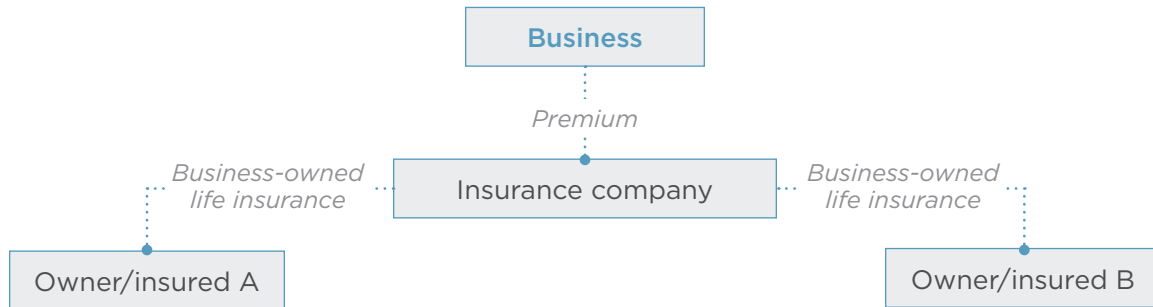 Business
Premium
Business-owned
life insurance
Insurance company
Business-owned
life insurance
Owner/insured A
Owner/insured B